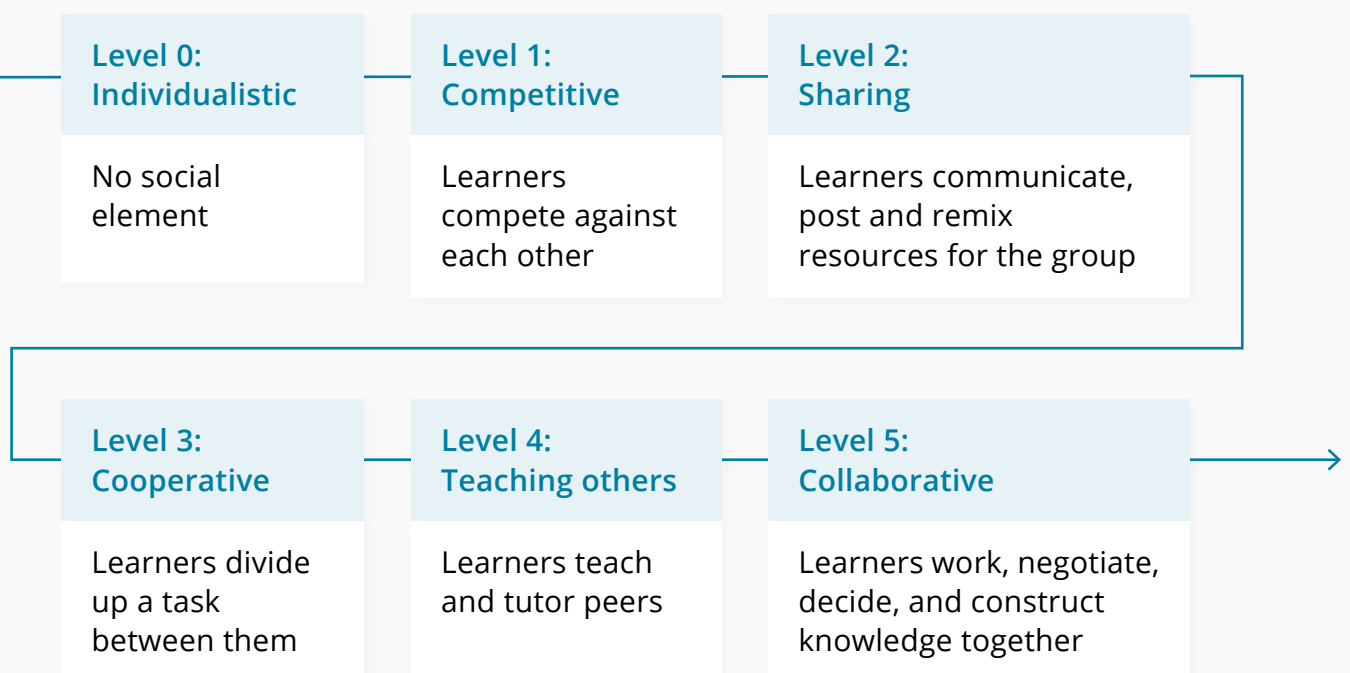 Level 0:
Individualistic
No social
element
Level 1:
Competitive
Learners
compete against
each other
Level 2:
Sharing
Learners communicate,
post and remix
resources for the group
Level 3:
Cooperative
Learners divide
up a task
between them
Level 4:
Teaching others
Learners teach
and tutor peers
Level 5:
Collaborative
Learners work, negotiate,
decide, and construct
knowledge together